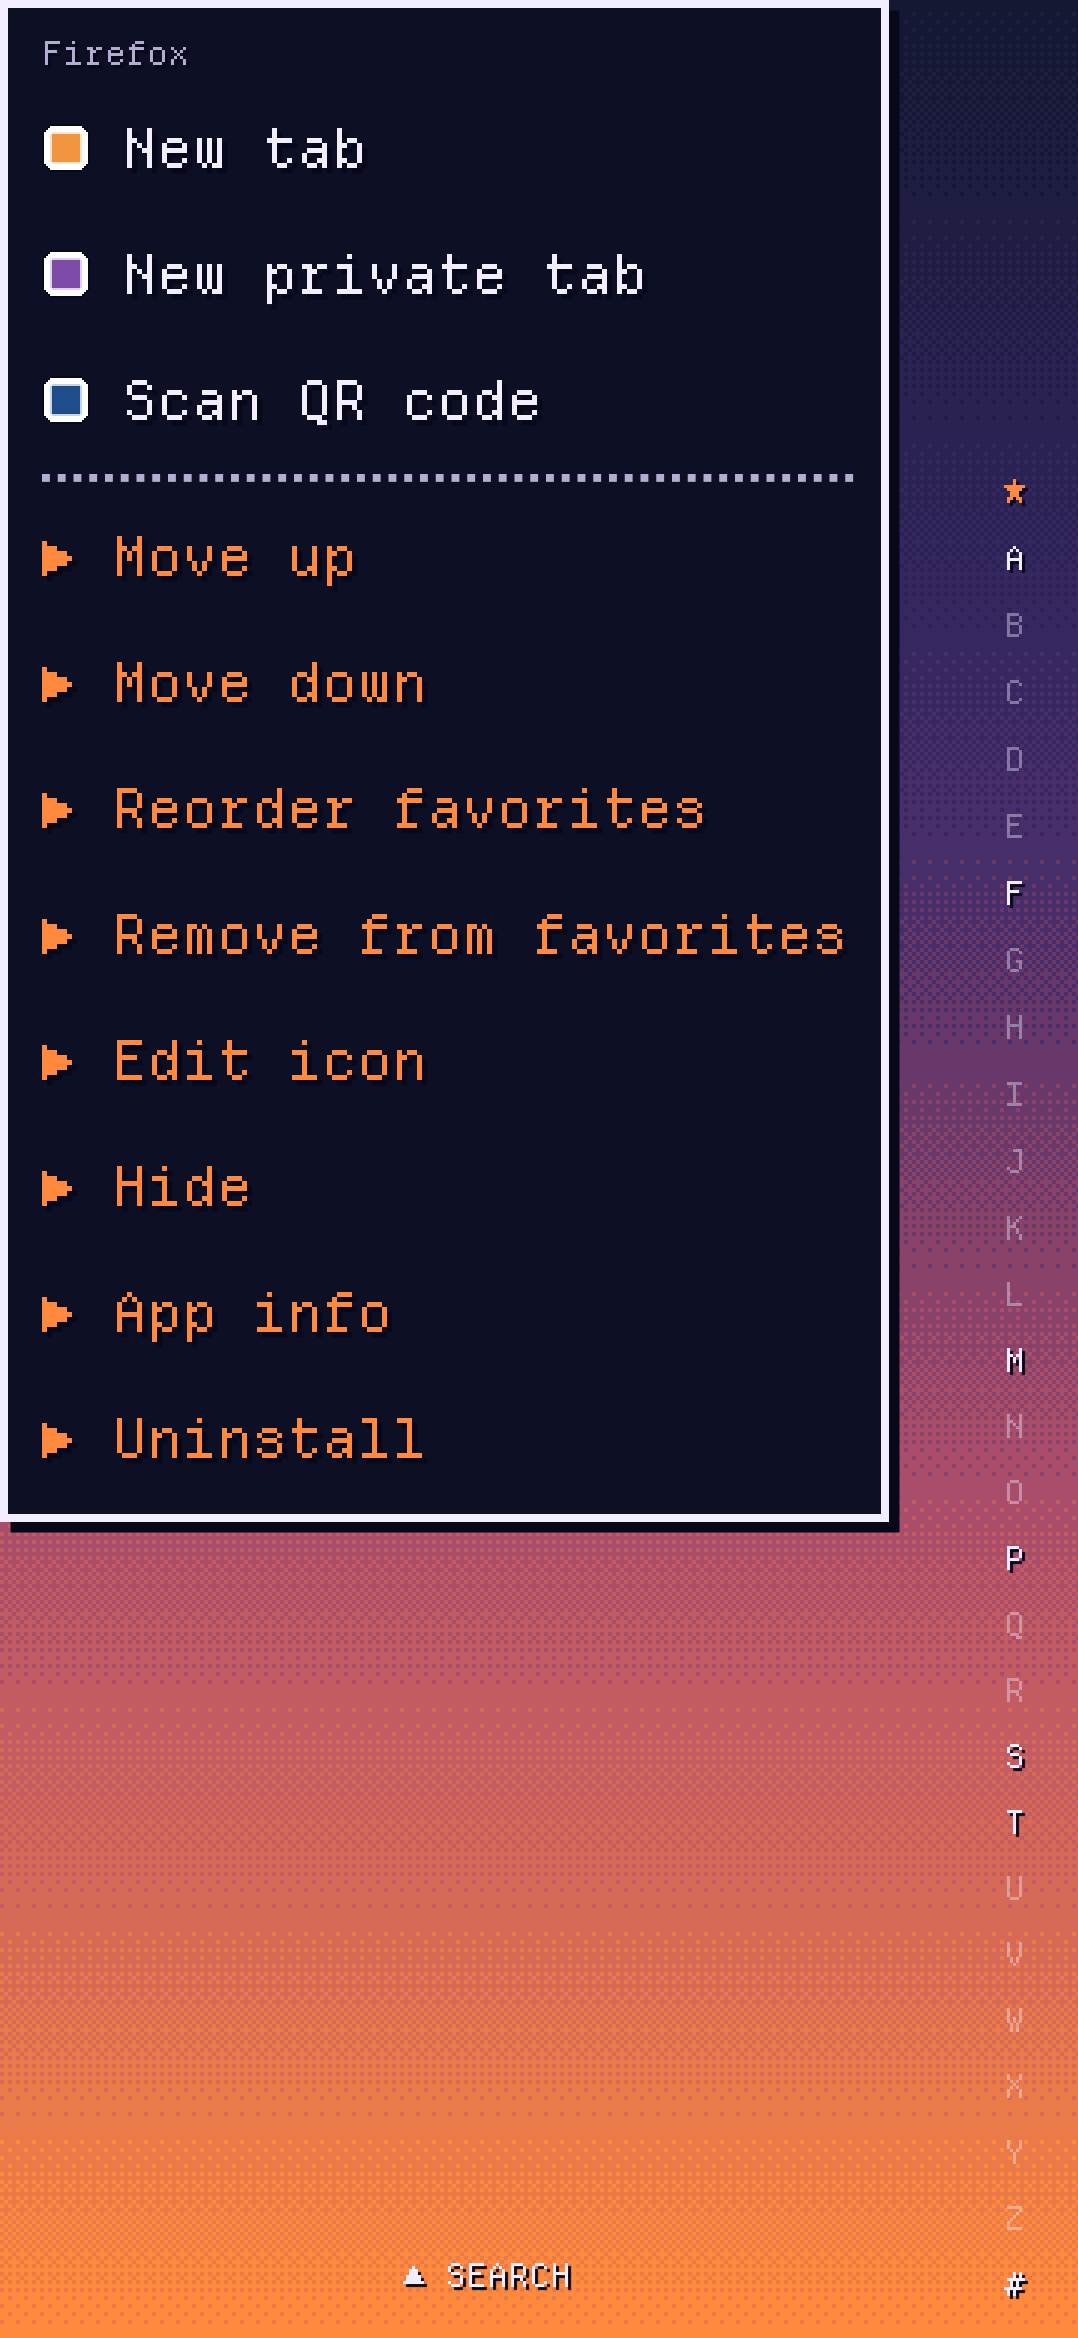 Firefox
New tab
New private tab
Scan QR code
Move up
Move down
Reorder favorites
Remove from favorites
Edit icon
Hide
App info
Uninstall
★
A
B
C
D
E
F
G
H
I
J
K
L
M
N
O
P
Q
R
S
T
U
V
W
X
Y
Z
#
▲ SEARCH